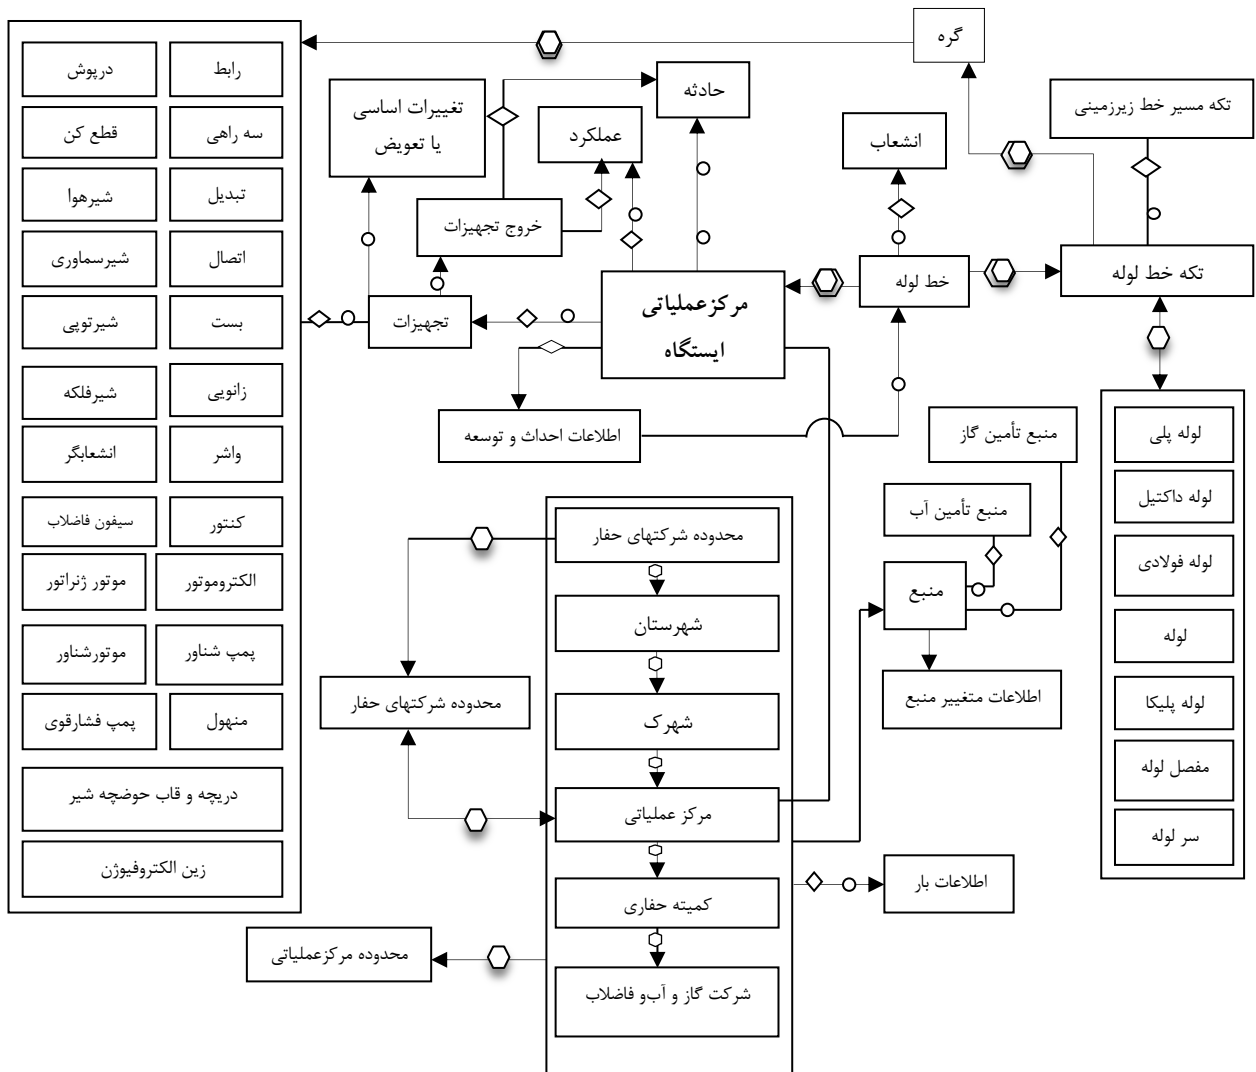 گره
رابط
درپوش
سه راهی
قطع کن
تبدیل
شیرهوا
اتصال
شیرسماوری
بست
شیرتوپی
زانویی
شیرفلکه
واشر
انشعابگر
کنتور
سیفون فاضلاب
الکتروموتور
موتور ژنراتور
پمپ شناور
موتورشناور
منهول
پمپ فشارقوی
دریچه و قاب حوضچه شیر
زین الکتروفیوژن
تکه مسیر خط زیرزمینی
انشعاب
حادثه
عملکرد
تغییرات اساسی
یا تعویض
خروج تجهیزات
تکه خط لوله
خط لوله
مرکزعملیاتی
ایستگاه
تجهیزات
اطلاعات احداث و توسعه
لوله پلی
لوله داکتیل
لوله فولادی
لوله
لوله پلیکا
مفصل لوله
سر لوله
منبع تأمین گاز
منبع تأمین آب
منبع
اطلاعات متغییر منبع
اطلاعات بار
محدوده شرکتهای حفار
شهرستان
شهرک
مرکز عملیاتی
کمیته حفاری
شرکت گاز و آب‌و فاضلاب
محدوده شرکتهای حفار
محدوده مرکزعملیاتی